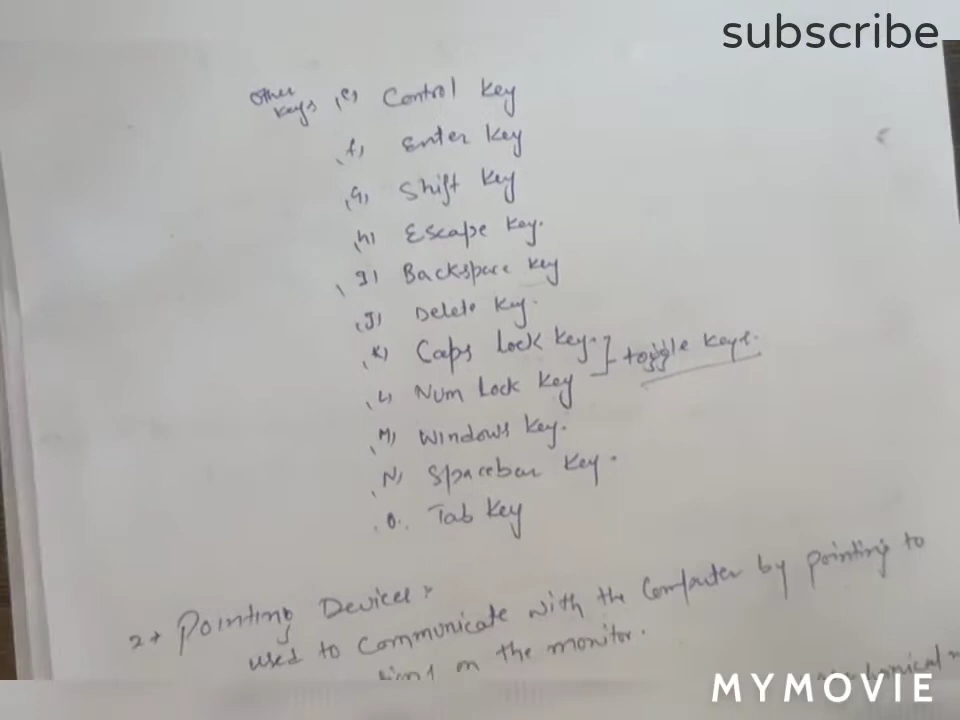 subscribe
Other keys (e) Control key
(f) Enter key
(g) Shift key
(h) Escape key.
(I) Backspace key
(J) Delete key.
(K) Caps Lock key. } toggle keys.
(L) Num Lock key
(M) Windows key.
(N) Spacebar key.
O. Tab key
2→ Pointing Devices:
used to communicate with the Computer by pointing to
on the monitor.
MYMOVIE